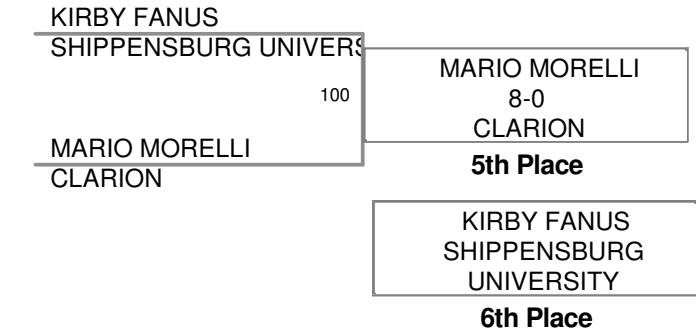 KIRBY FANUS
SHIPPENSBURG UNIVERS
100
MARIO MORELLI
CLARION
MARIO MORELLI
8-0
CLARION
5th Place
KIRBY FANUS
SHIPPENSBURG
UNIVERSITY
6th Place